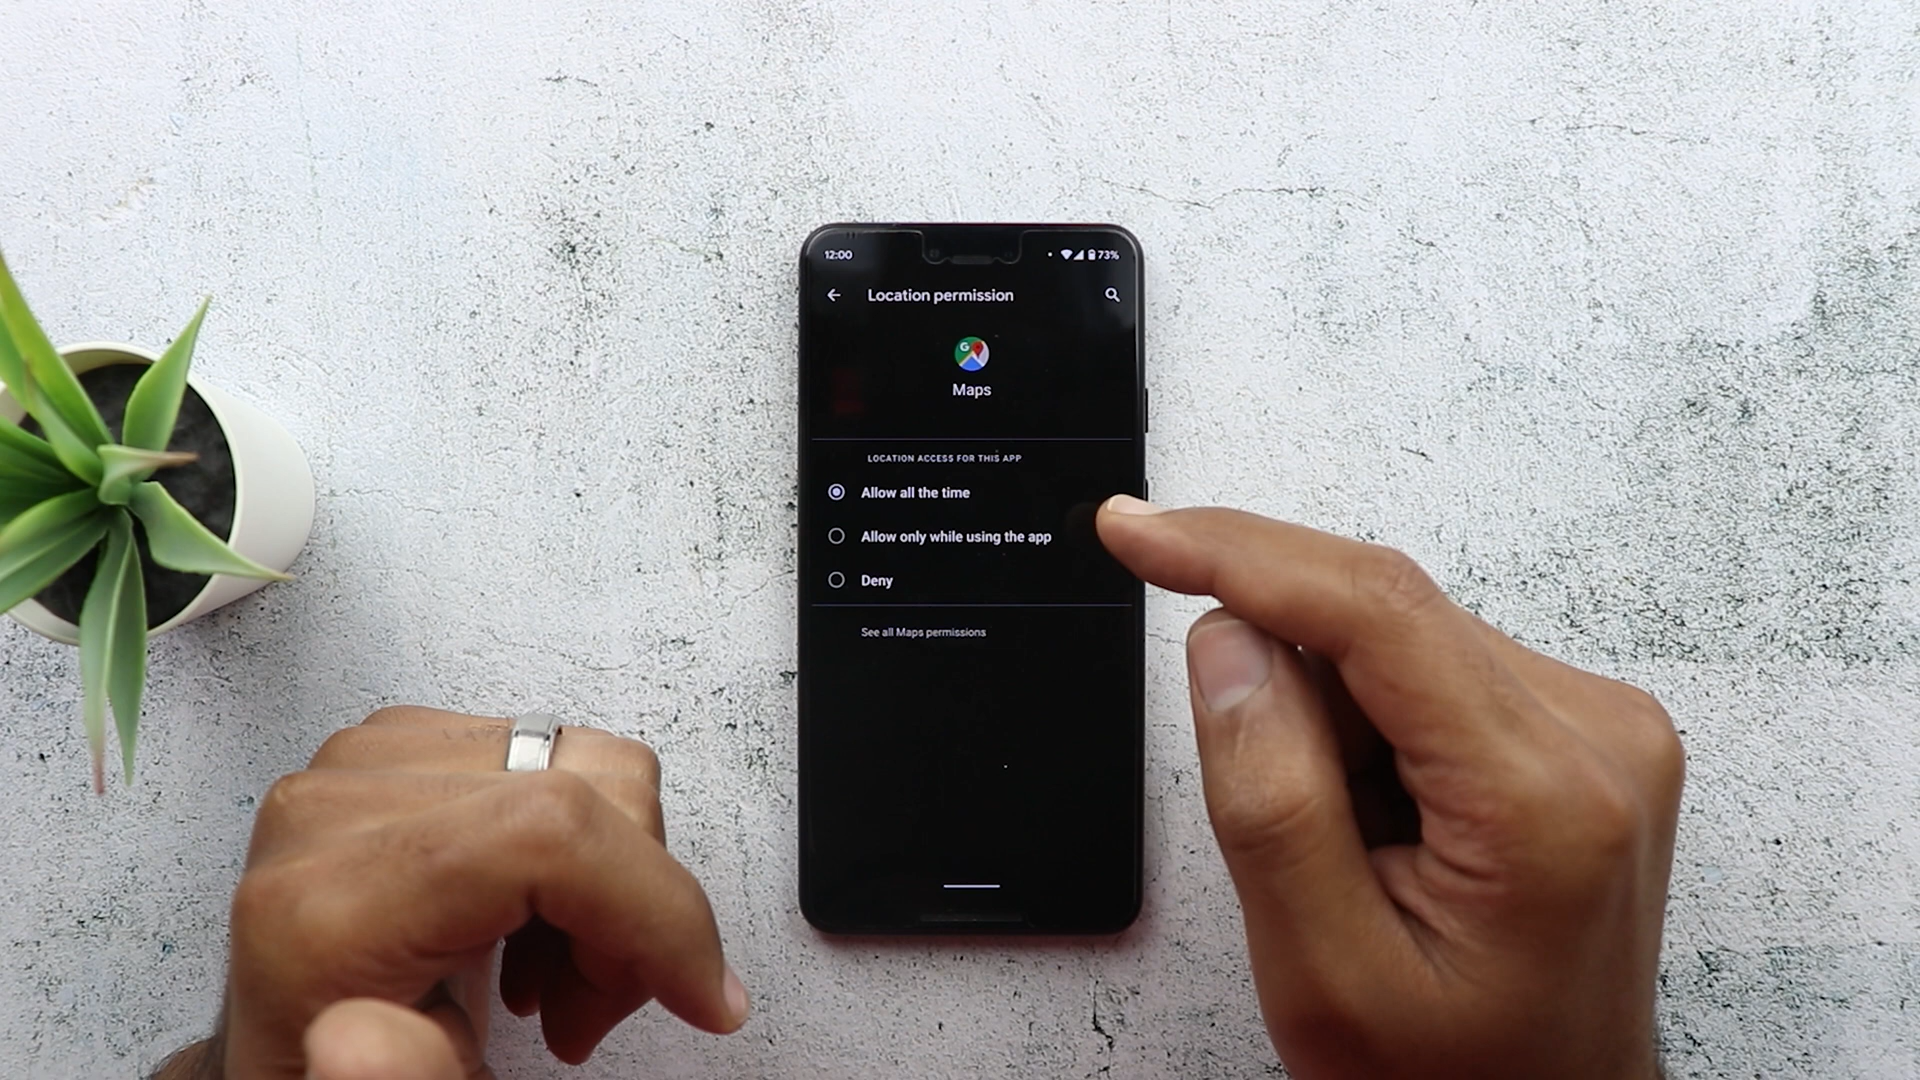 12:00
73%
Location permission
G
Maps
LOCATION ACCESS FOR THIS APP
Allow all the time
Allow only while using the app
Deny
See all Maps permissions